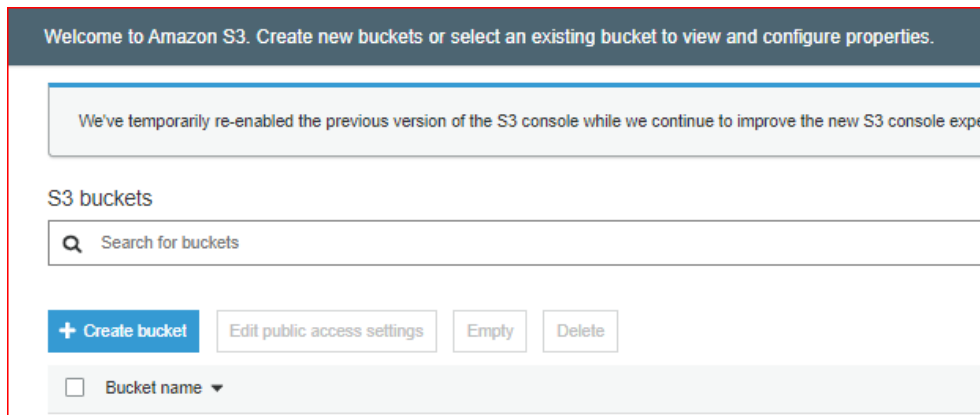 Welcome to Amazon S3. Create new buckets or select an existing bucket to view and configure properties.
We've temporarily re-enabled the previous version of the S3 console while we continue to improve the new S3 console
S3 buckets
Search for buckets
Create bucket Edit public access settings Empty Delete
Bucket name